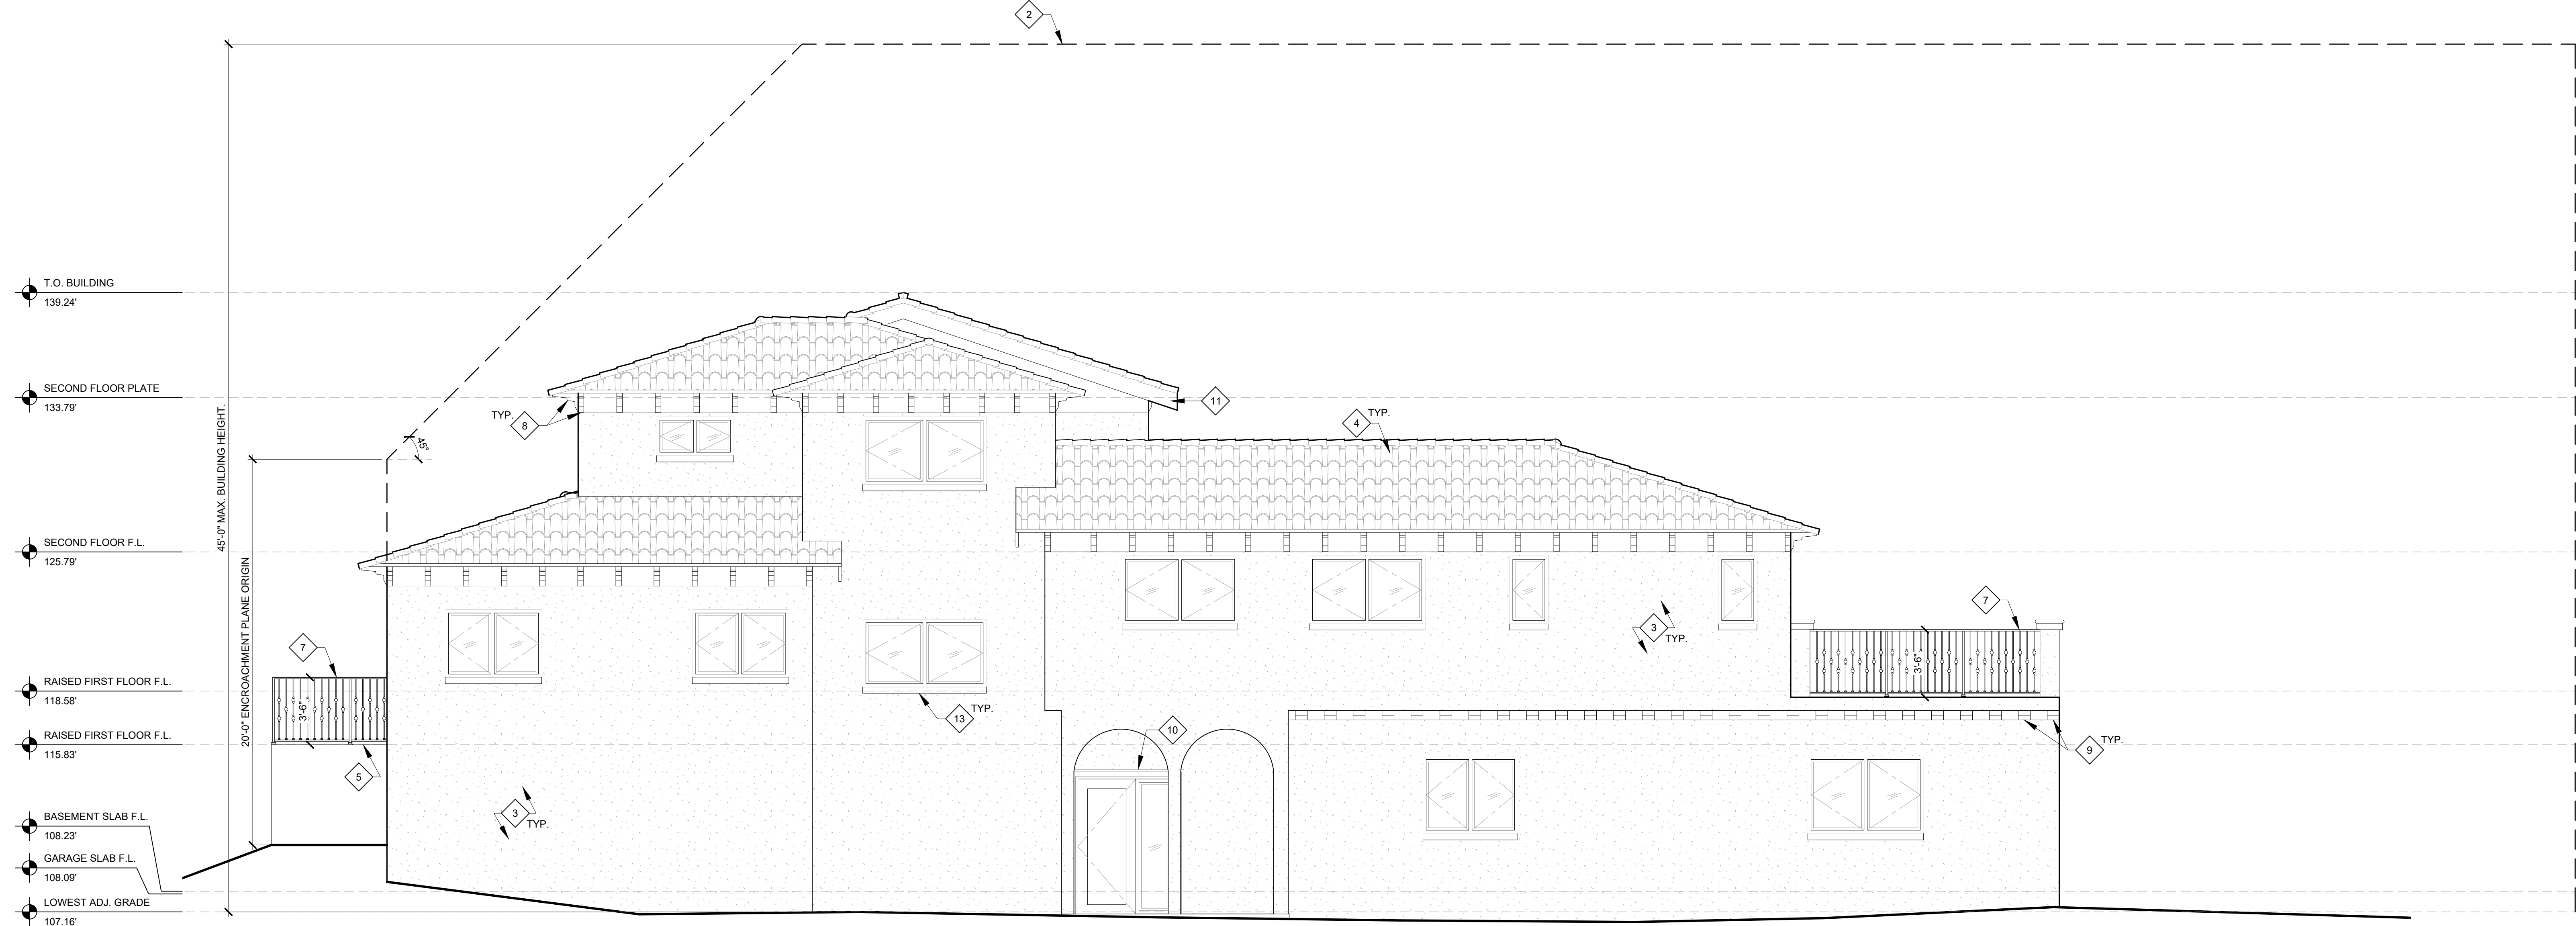 2
T.O. BUILDING
139.24'
SECOND FLOOR PLATE
133.79'
TYP.
8
11
TYP.
4
45°
45'-0" MAX. BUILDING HEIGHT.
20'-0" ENCROACHMENT PLANE ORIGIN
SECOND FLOOR F.L.
125.79'
7
3
TYP.
7
3'-6"
RAISED FIRST FLOOR F.L.
118.58'
3'-6"
TYP.
13
RAISED FIRST FLOOR F.L.
115.83'
10
TYP.
9
5
3
TYP.
BASEMENT SLAB F.L.
108.23'
GARAGE SLAB F.L.
108.09'
LOWEST ADJ. GRADE
107.16'